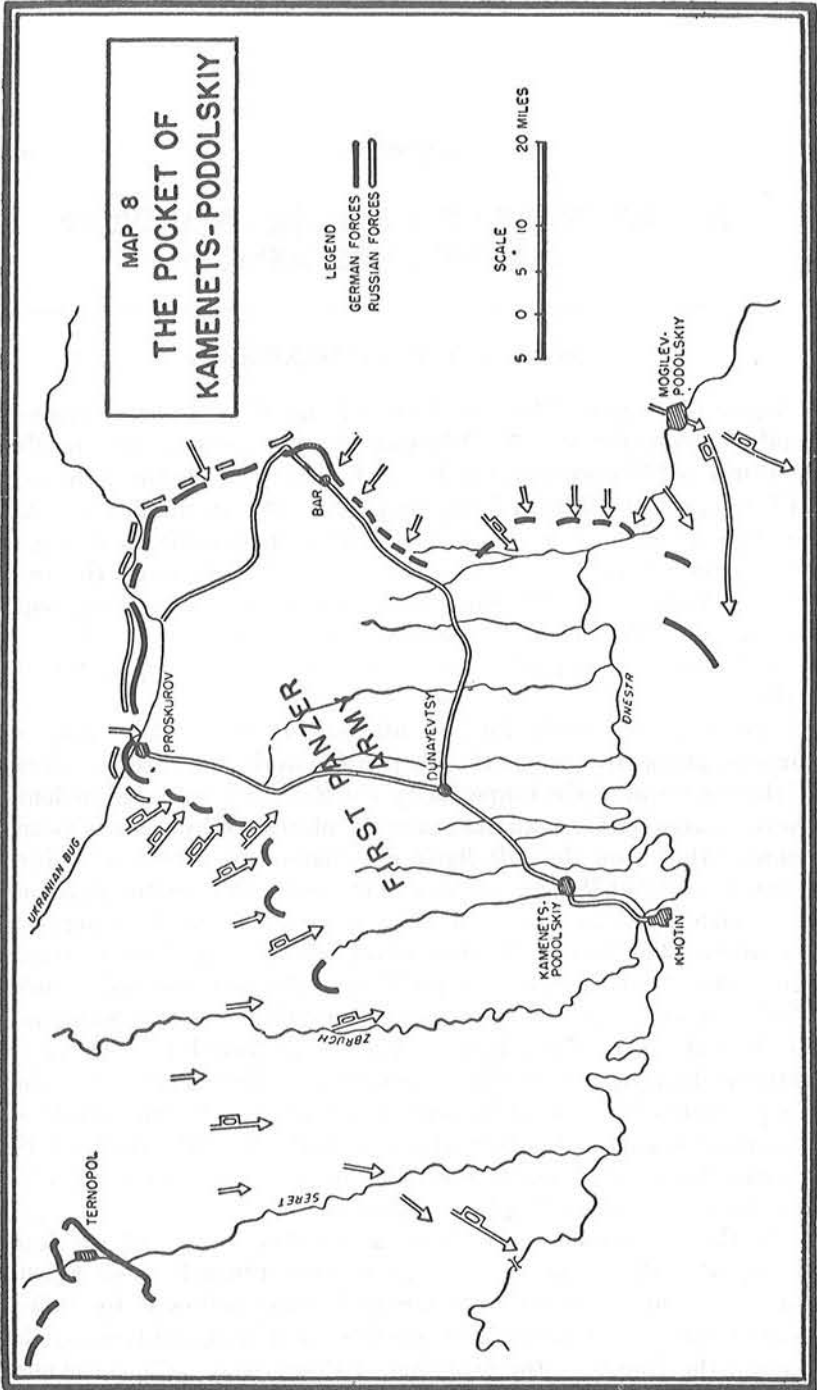 MAP 8
THE POCKET OF
KAMENETS-PODOLSKIY
LEGEND
GERMAN FORCES
RUSSIAN FORCES
SCALE
5 0 5 10 20 MILES
UKRANIAN BUG
PROSKUROV
BAR
TERNOPOL
FIRST PANZER
ARMY
DUNAYEVTSY
ZBRUCH
SERET
KAMENETS-
PODOLSKIY
KHOTIN
DNESTR
MOGILEV-
PODOLSKIY